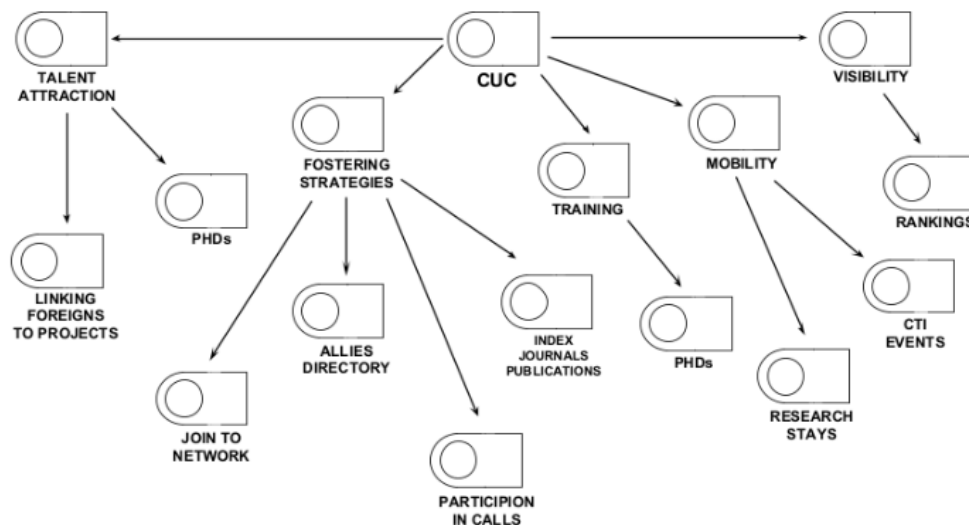 CUC
TALENT
ATTRACTION
VISIBILITY
FOSTERING
STRATEGIES
MOBILITY
TRAINING
PHDs
RANKINGS
LINKING
FOREIGNS
TO PROJECTS
ALLIES
DIRECTORY
INDEX
JOURNALS
PUBLICATIONS
PHDs
CTI
EVENTS
RESEARCH
STAYS
JOIN TO
NETWORK
PARTICIPION
IN CALLS